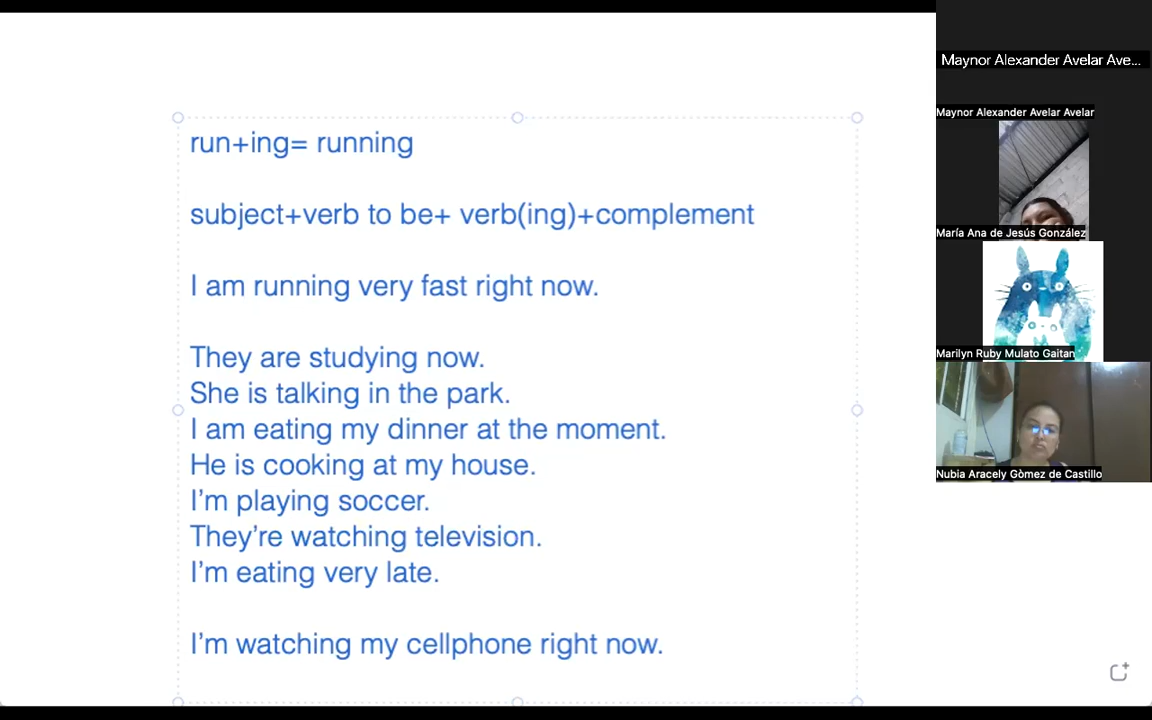 run+ing= running
subject+verb to be+ verb(ing)+complement
I am running very fast right now.
They are studying now.
She is talking in the park.
I am eating my dinner at the moment.
He is cooking at my house.
I’m playing soccer.
They’re watching television.
I’m eating very late.
I’m watching my cellphone right now.
Maynor Alexander Avelar Ave...
Maynor Alexander Avelar Avelar
María Ana de Jesús González
Marilyn Ruby Mulato Gaitan
Nubia Aracely Gòmez de Castillo